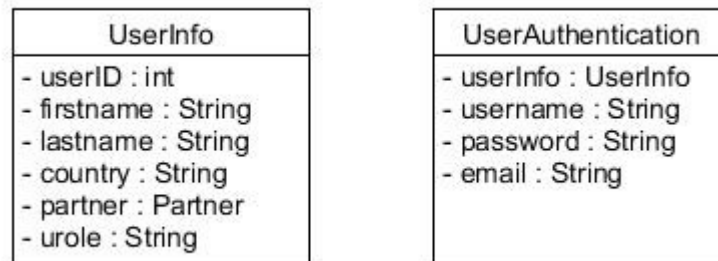 UserInfo
- userID : int
- firstname : String
- lastname : String
- country : String
- partner : Partner
- urole : String
UserAuthentication
- userInfo : UserInfo
- username : String
- password : String
- email : String